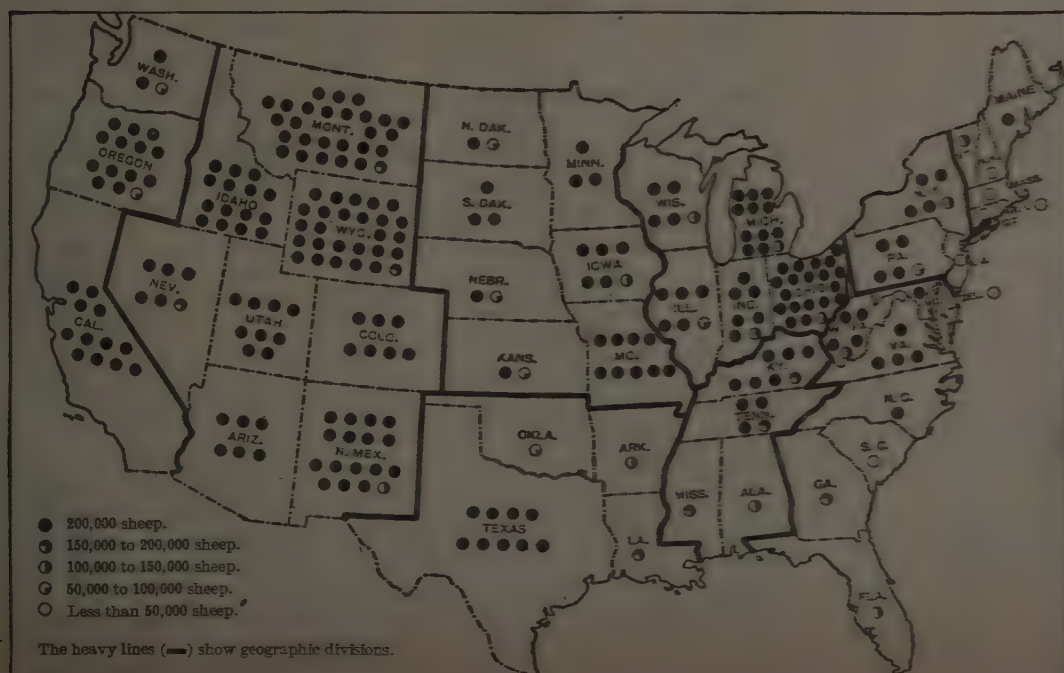 WASH.
MONT.
N. DAK.
MINN.
MAINE
OREGON
IDAHO
S. DAK.
WIS.
MICH.
MASS.
WYO.
NEBR.
IOWA
PA.
NEV.
UTAH
COLO.
ILL.
IND.
CAL.
KANS.
MO.
KY.
VA.
ARIZ.
N. MEX.
OKLA.
ARK.
TENN.
N.C.
S.C.
MISS.
ALA.
GA.
TEXAS
LA.
FLA.
200,000 sheep.
150,000 to 200,000 sheep.
100,000 to 150,000 sheep.
50,000 to 100,000 sheep.
Less than 50,000 sheep.
The heavy lines (▬) show geographic divisions.